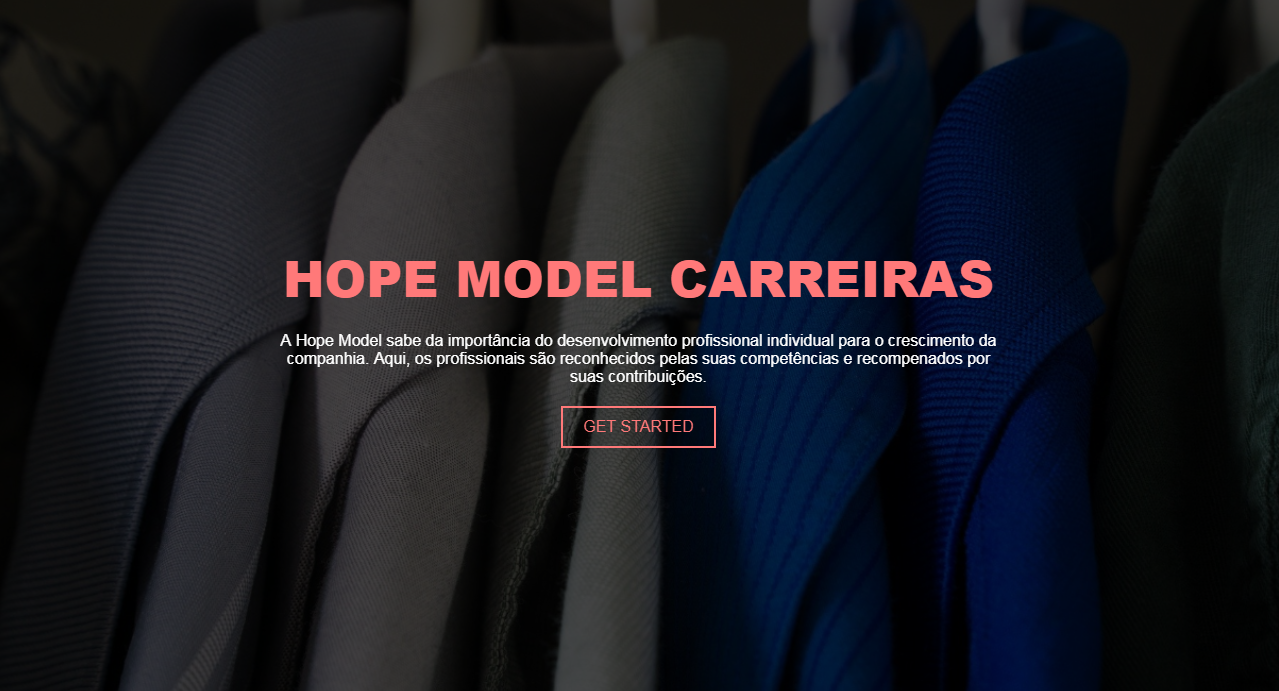 HOPE MODEL CARREIRAS
A Hope Model sabe da importância do desenvolvimento profissional individual para o crescimento da
companhia. Aqui, os profissionais são reconhecidos pelas suas competências e recompenados por
suas contribuições.
GET STARTED